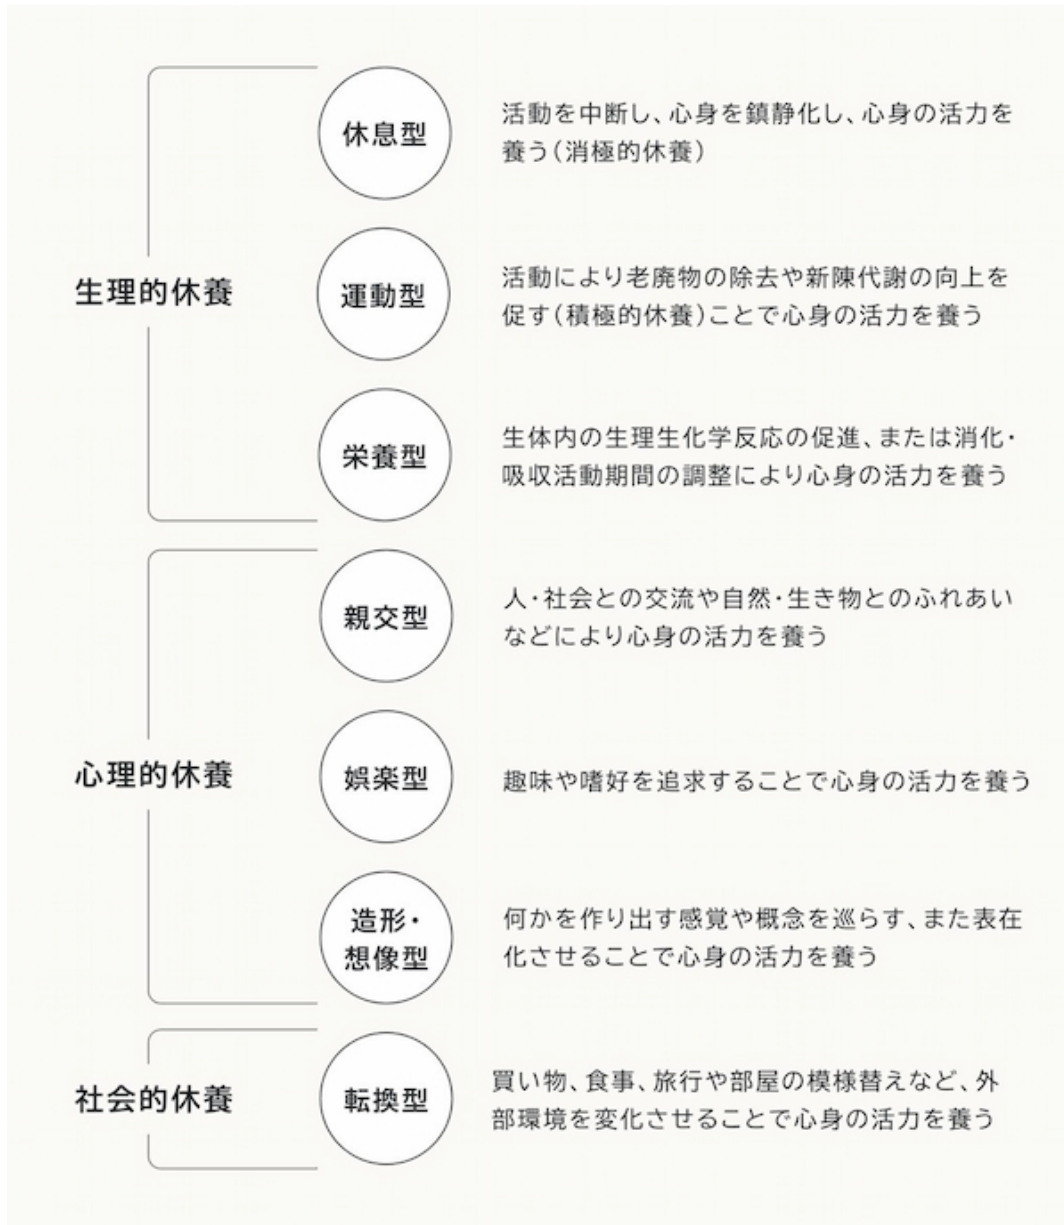 休息型
活動を中断し、心身を鎮静化し、心身の活力を
養う(消極的休養)
生理的休養
運動型
活動により老廃物の除去や新陳代謝の向上を
促す(積極的休養)ことで心身の活力を養う
栄養型
生体内の生理生化学反応の促進、または消化・
吸収活動期間の調整により心身の活力を養う
親交型
人・社会との交流や自然・生き物とのふれあい
などにより心身の活力を養う
心理的休養
娯楽型
趣味や嗜好を追求することで心身の活力を養う
造形・
想像型
何かを作り出す感覚や概念を巡らす、また表在
化させることで心身の活力を養う
社会的休養
転換型
買い物、食事、旅行や部屋の模様替えなど、外
部環境を変化させることで心身の活力を養う